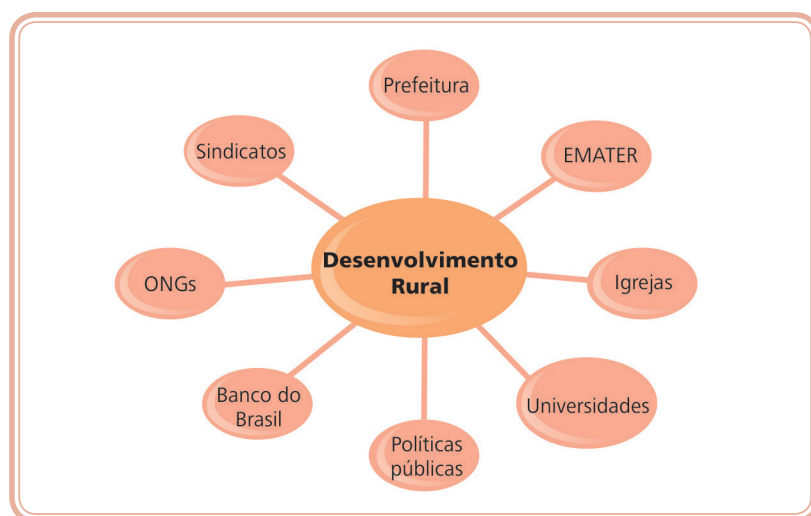 Prefeitura
Sindicatos
EMATER
Desenvolvimento
Rural
ONGs
Igrejas
Banco do
Brasil
Universidades
Políticas
públicas